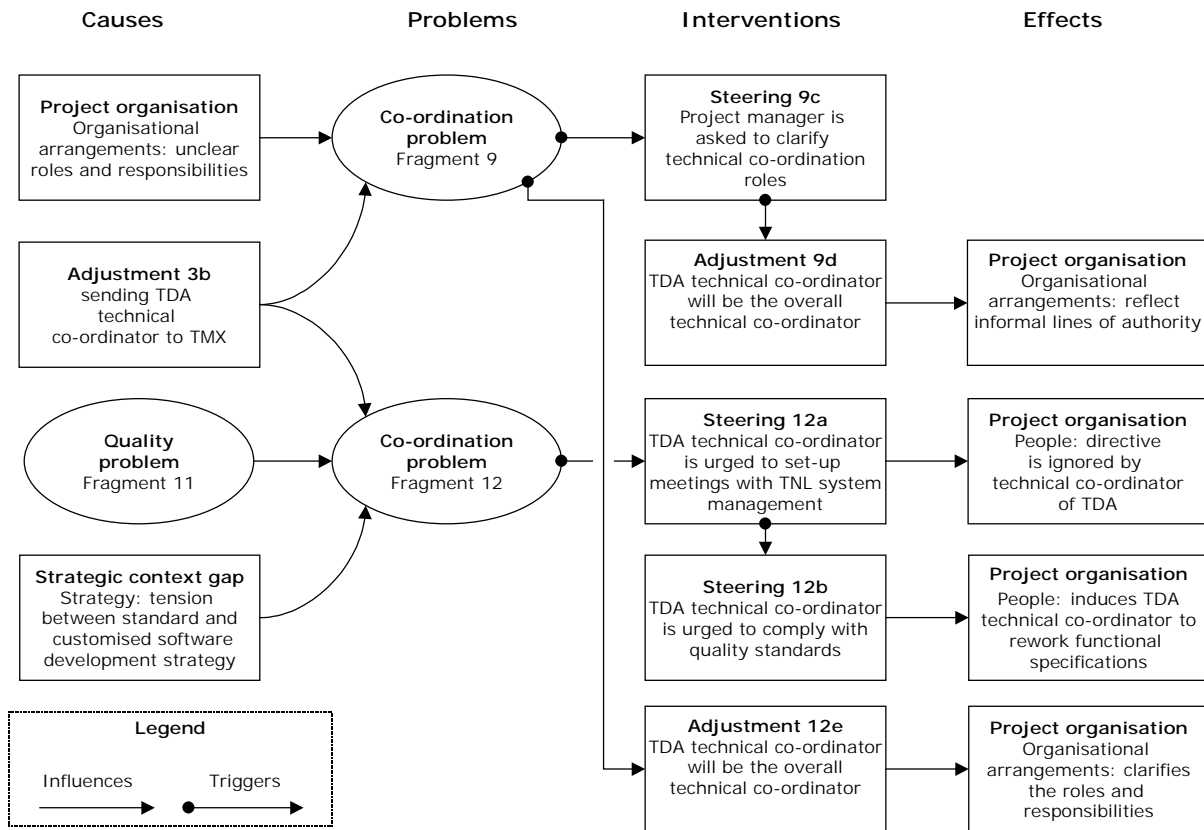 Causes
Problems
Interventions
Effects
Project organisation
Organisational
arrangements: unclear
roles and responsibilities
Co-ordination
problem
Fragment 9
Steering 9c
Project manager is
asked to clarify
technical co-ordination
roles
Adjustment 3b
sending TDA
technical
co-ordinator to TMX
Adjustment 9d
TDA technical co-ordinator
will be the overall
technical co-ordinator
Project organisation
Organisational
arrangements: reflect
informal lines of authority
Quality
problem
Fragment 11
Co-ordination
problem
Fragment 12
Steering 12a
TDA technical co-ordinator
is urged to set-up
meetings with TNL system
management
Project organisation
People: directive
is ignored by
technical co-ordinator
of TDA
Strategic context gap
Strategy: tension
between standard and
customised software
development strategy
Steering 12b
TDA technical co-ordinator
is urged to comply with
quality standards
Project organisation
People: induces TDA
technical co-ordinator to
rework functional
specifications
Adjustment 12e
TDA technical co-ordinator
will be the overall
technical co-ordinator
Project organisation
Organisational
arrangements: clarifies
the roles and
responsibilities
Legend
Influences
Triggers